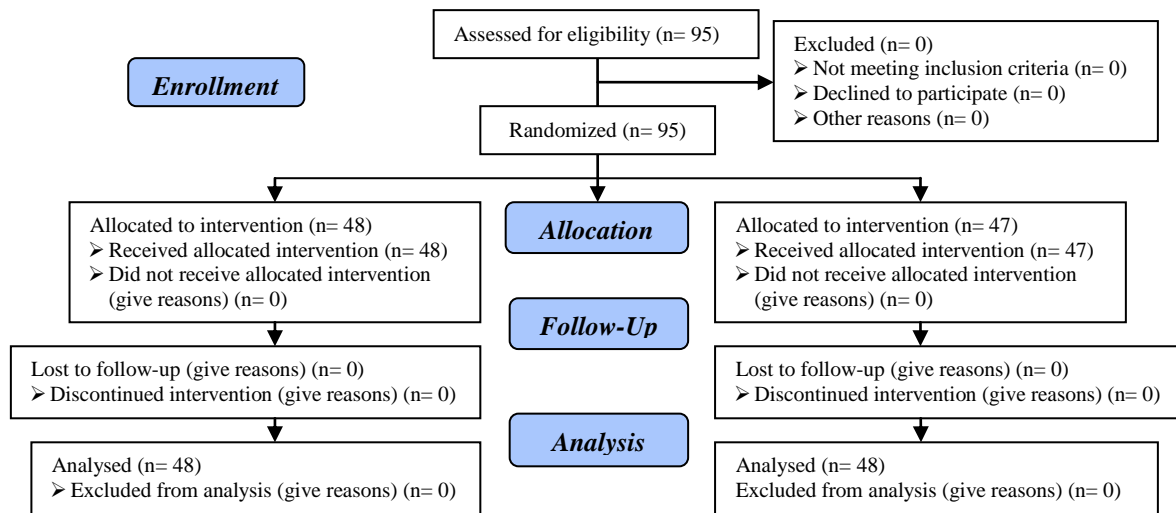 Assessed for eligibility (n= 95)
Excluded (n= 0)
➢ Not meeting inclusion criteria (n= 0)
➢ Declined to participate (n= 0)
➢ Other reasons (n= 0)
Enrollment
Randomized (n= 95)
Allocated to intervention (n= 48)
➢ Received allocated intervention (n= 48)
➢ Did not receive allocated intervention
(give reasons) (n= 0)
Allocation
Allocated to intervention (n= 47)
➢ Received allocated intervention (n= 47)
➢ Did not receive allocated intervention
(give reasons) (n= 0)
Follow-Up
Lost to follow-up (give reasons) (n= 0)
➢ Discontinued intervention (give reasons) (n= 0)
Lost to follow-up (give reasons) (n= 0)
➢ Discontinued intervention (give reasons) (n= 0)
Analysis
Analysed (n= 48)
➢ Excluded from analysis (give reasons) (n= 0)
Analysed (n= 48)
Excluded from analysis (give reasons) (n= 0)